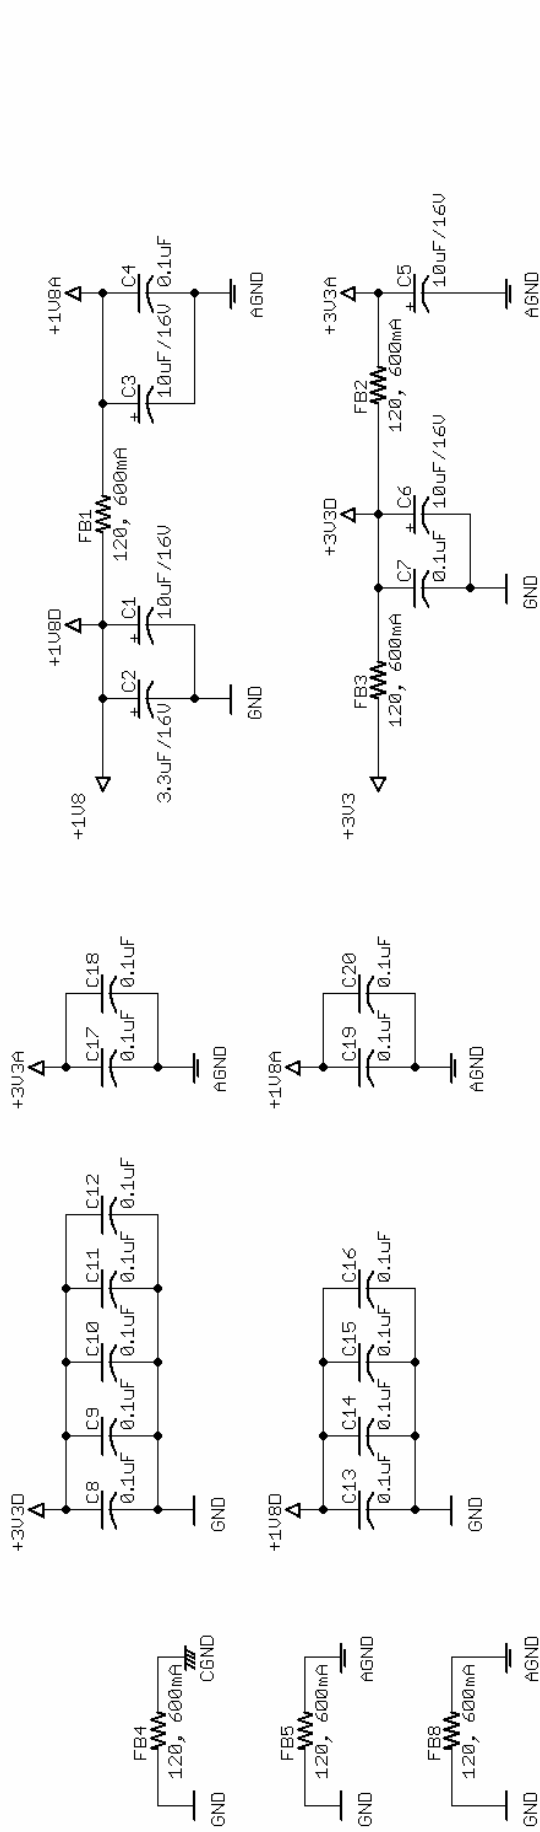 +1V8
+1V8D
+1V8A
FB1
120, 600mA
C2
3.3uF/16V
C1
10uF/16V
C3
10uF/16V
C4
0.1uF
GND
AGND
+3V3
+3V3D
+3V3A
FB3
120, 600mA
FB2
120, 600mA
C7
0.1uF
C6
10uF/16V
C5
10uF/16V
GND
AGND
+3V3A
C17
0.1uF
C18
0.1uF
AGND
+1V8A
C19
0.1uF
C20
0.1uF
AGND
+3V3D
C8
0.1uF
C9
0.1uF
C10
0.1uF
C11
0.1uF
C12
0.1uF
GND
+1V8D
C13
0.1uF
C14
0.1uF
C15
0.1uF
C16
0.1uF
GND
FB4
120, 600mA
GND
CGND
FB5
120, 600mA
GND
AGND
FB8
120, 600mA
GND
AGND